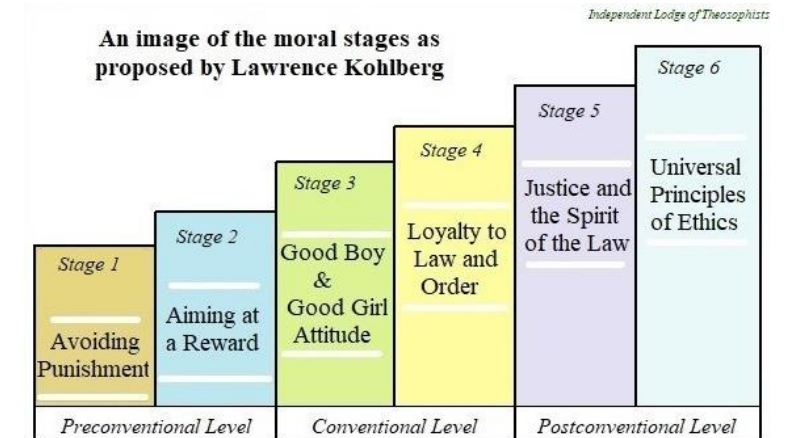 Independent Lodge of Theosophists
An image of the moral stages as
proposed by Lawrence Kohlberg
Stage 1
Avoiding
Punishment
Stage 2
Aiming at
a Reward
Stage 3
Good Boy
&
Good Girl
Attitude
Stage 4
Loyalty to
Law and
Order
Stage 5
Justice and
the Spirit
of the Law
Stage 6
Universal
Principles
of Ethics
Preconventional Level
Conventional Level
Postconventional Level